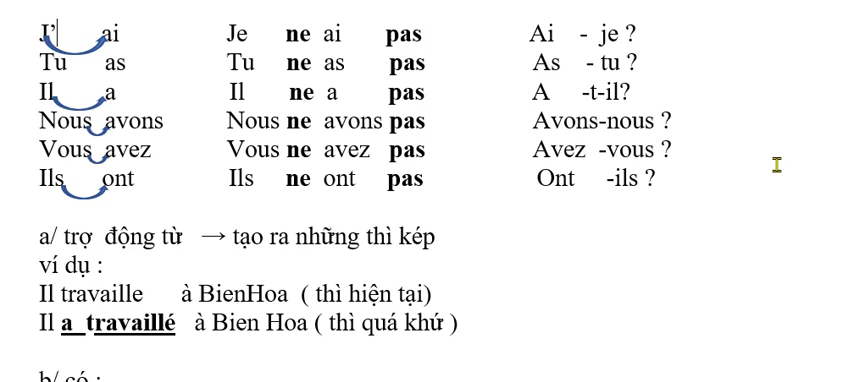 J' ai Je ne ai pas Ai - je ?
Tu as Tu ne as pas As - tu ?
Il a Il ne a pas A -t-il?
Nous avons Nous ne avons pas Avons-nous ?
Vous avez Vous ne avez pas Avez -vous ?
Ils ont Ils ne ont pas Ont -ils ?
a/ trợ động từ → tạo ra những thì kép
ví dụ :
Il travaille à BienHoa ( thì hiện tại)
Il a travaillé à Bien Hoa ( thì quá khứ )
b/ có :